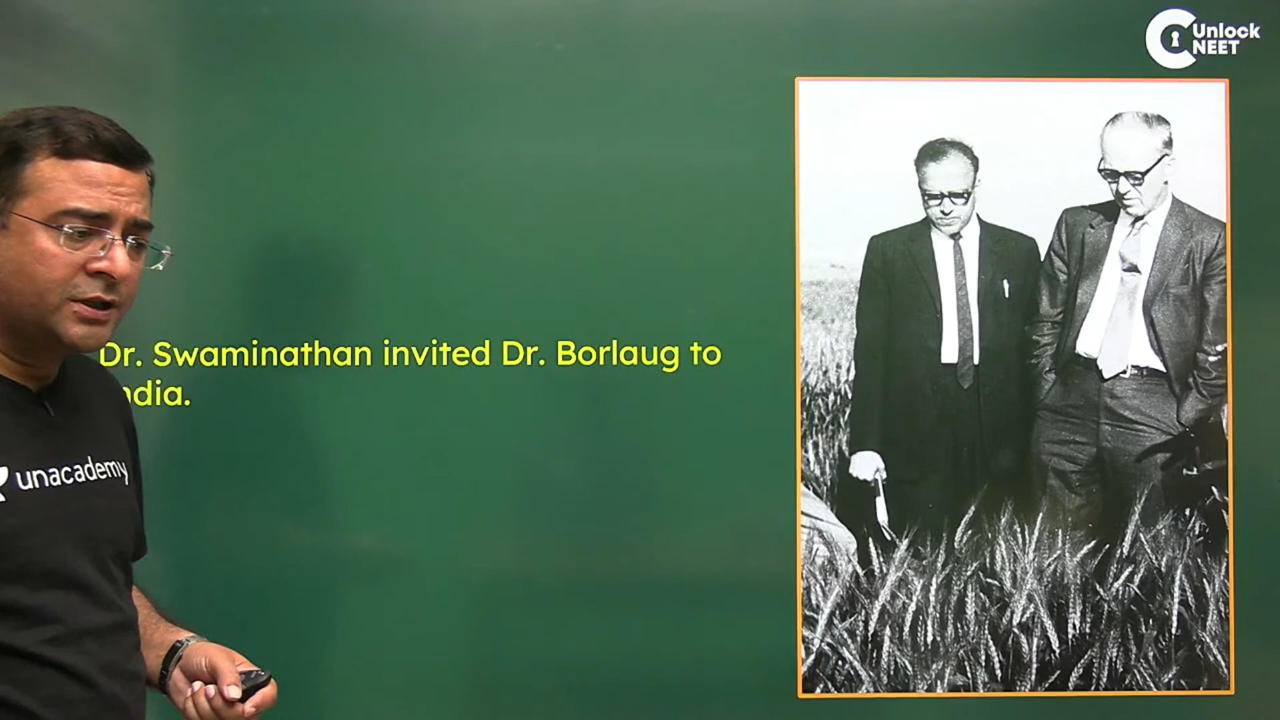 Unlock
NEET
Dr. Swaminathan invited Dr. Borlaug to
ndia.
unacademy